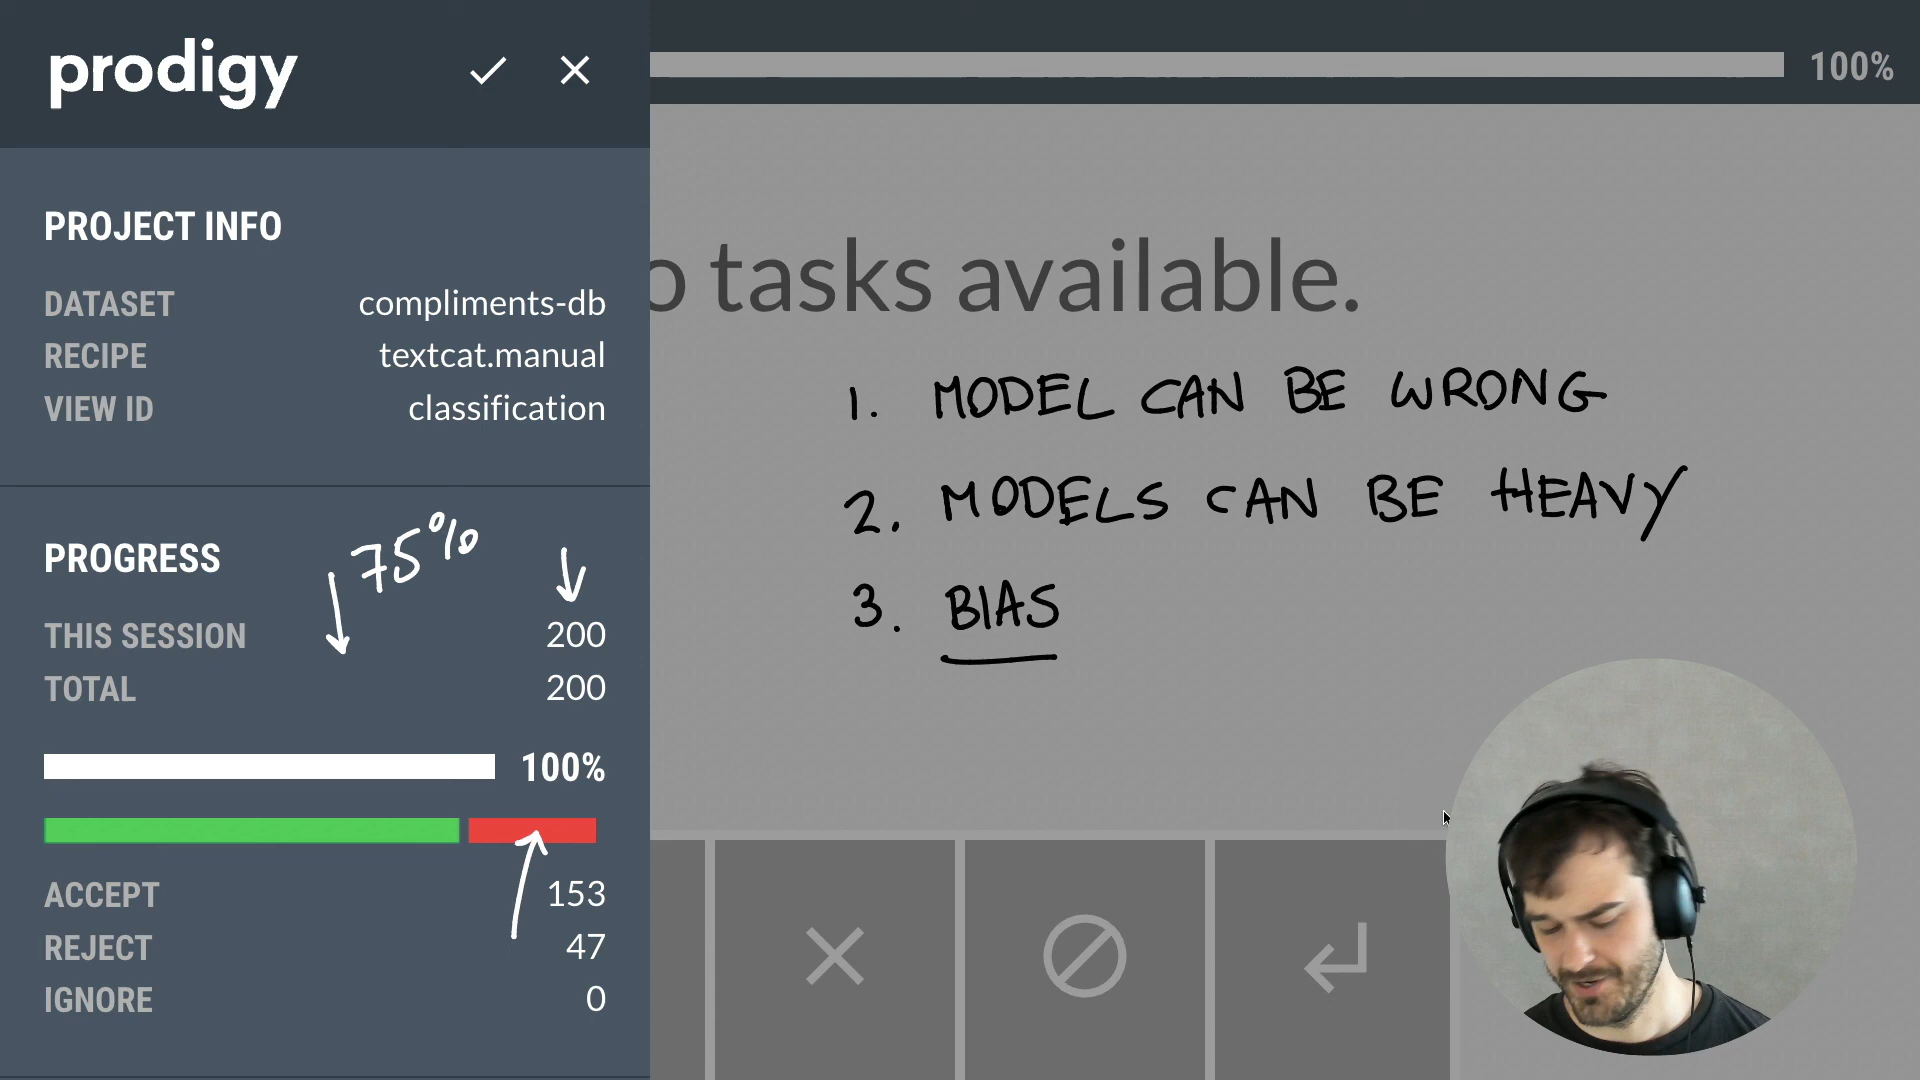 prodigy
100%
PROJECT INFO
DATASET compliments-db
RECIPE textcat.manual
VIEW ID classification
o tasks available.
1. MODEL CAN BE WRONG
2. MODELS CAN BE HEAVY
3. BIAS
PROGRESS
75%
THIS SESSION 200
TOTAL 200
100%
ACCEPT 153
REJECT 47
IGNORE 0